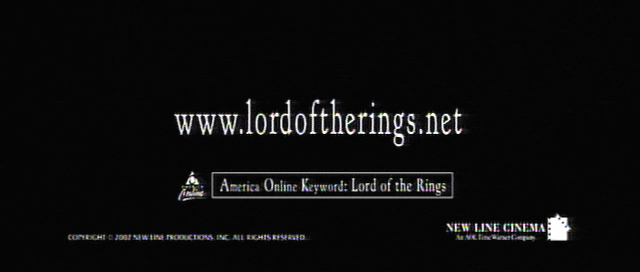 www.lordoftherings.net
America Online Keyword: Lord of the Rings
COPYRIGHT © 2002 NEW LINE PRODUCTIONS, INC. ALL RIGHTS RESERVED.
NEW LINE CINEMA
An AOL Time Warner Company